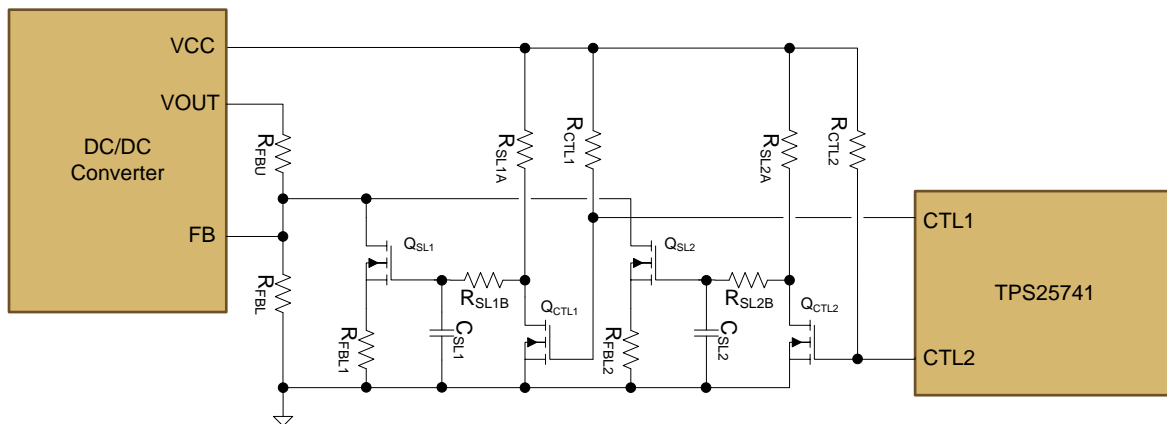 VCC
VOUT
DC/DC
Converter
FB
RFBU
RFBL
QSL1
RFBL1
CSL1
RSL1B
RSL1A
RCTL1
QCTL1
QSL2
RFBL2
CSL2
RSL2B
RSL2A
RCTL2
QCTL2
CTL1
TPS25741
CTL2